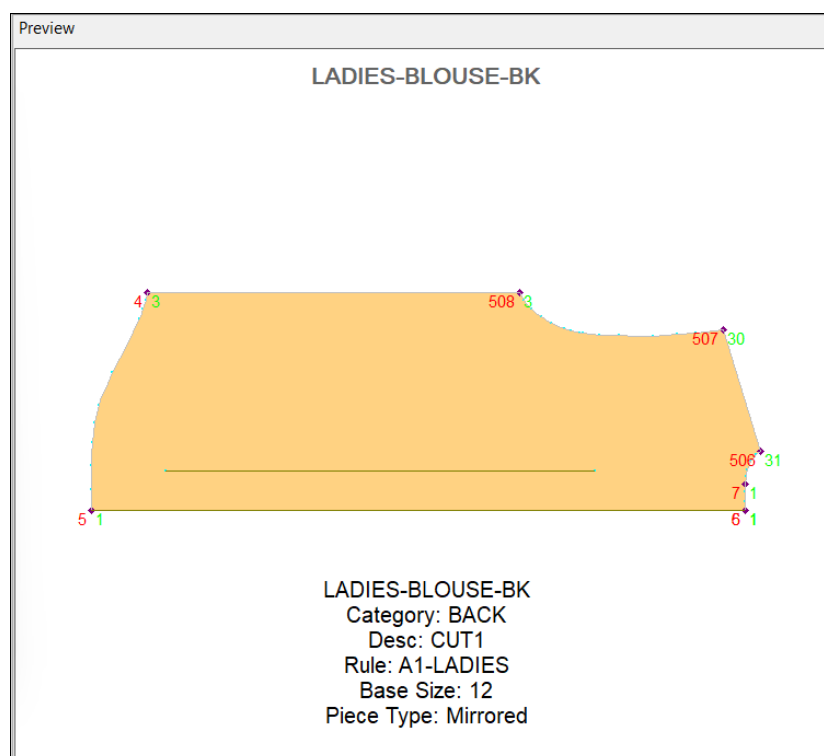 Preview
LADIES-BLOUSE-BK
4 3
508 3
507 30
506 31
7 1
5 1
6 1
LADIES-BLOUSE-BK
Category: BACK
Desc: CUT1
Rule: A1-LADIES
Base Size: 12
Piece Type: Mirrored